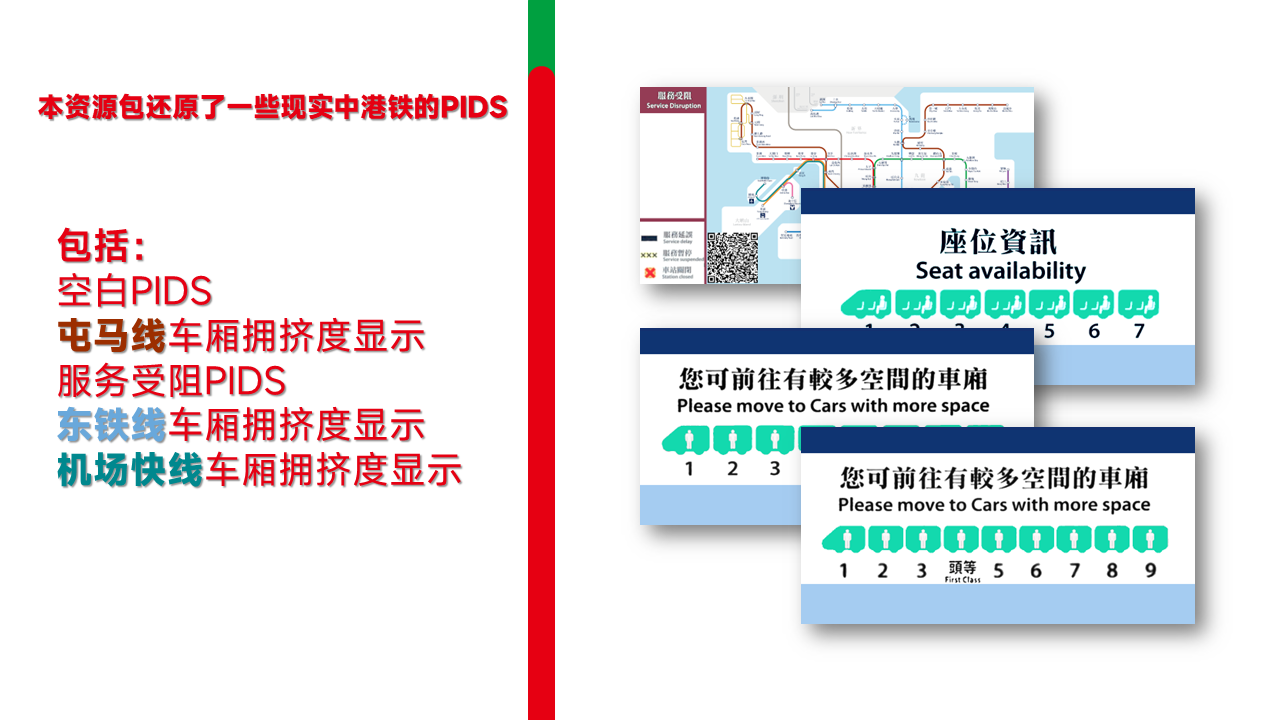 本资源包还原了一些现实中港铁的PIDS
包括：
空白PIDS
屯马线车厢拥挤度显示
服务受阻PIDS
东铁线车厢拥挤度显示
机场快线车厢拥挤度显示
服務受阻
Service Disruption
服務延誤
Service delay
服務暫停
Service suspended
車站關閉
Station closed
座位資訊
Seat availability
1 2 3 4 5 6 7
您可前往有較多空間的車廂
Please move to Cars with more space
1 2 3
您可前往有較多空間的車廂
Please move to Cars with more space
1 2 3 頭等 5 6 7 8 9
First Class